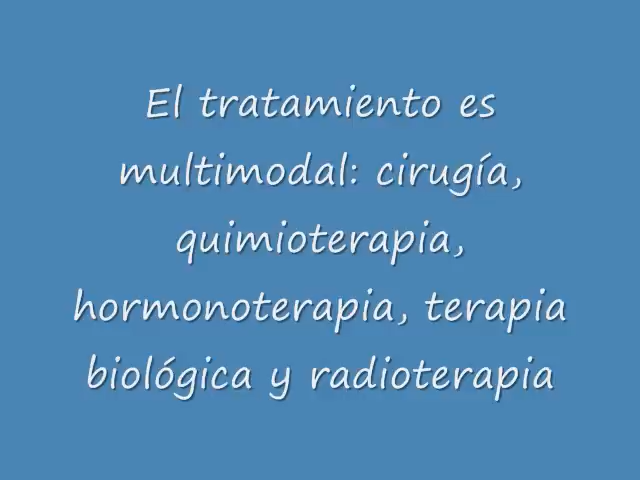 El tratamiento es
multimodal: cirugía,
quimioterapia,
hormonoterapia, terapia
biológica y radioterapia